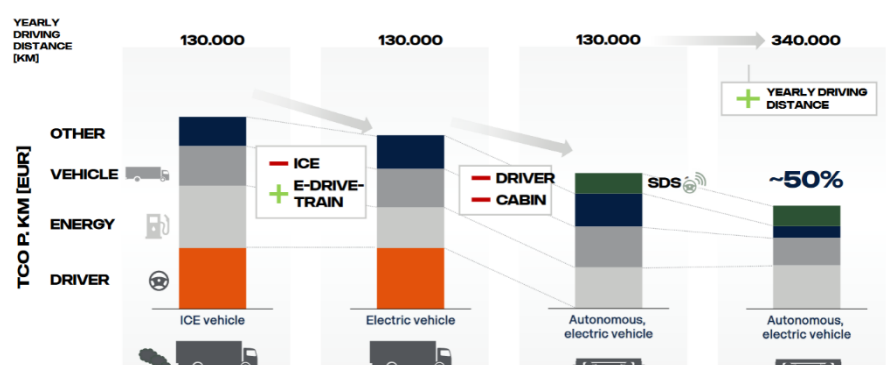 YEARLY
DRIVING
DISTANCE
[KM]
130.000
130.000
130.000
340.000
YEARLY DRIVING
DISTANCE
TCO P. KM [EUR]
OTHER
VEHICLE
ENERGY
DRIVER
ICE
E-DRIVE-
TRAIN
DRIVER
CABIN
SDS
~50%
ICE vehicle
Electric vehicle
Autonomous,
electric vehicle
Autonomous,
electric vehicle